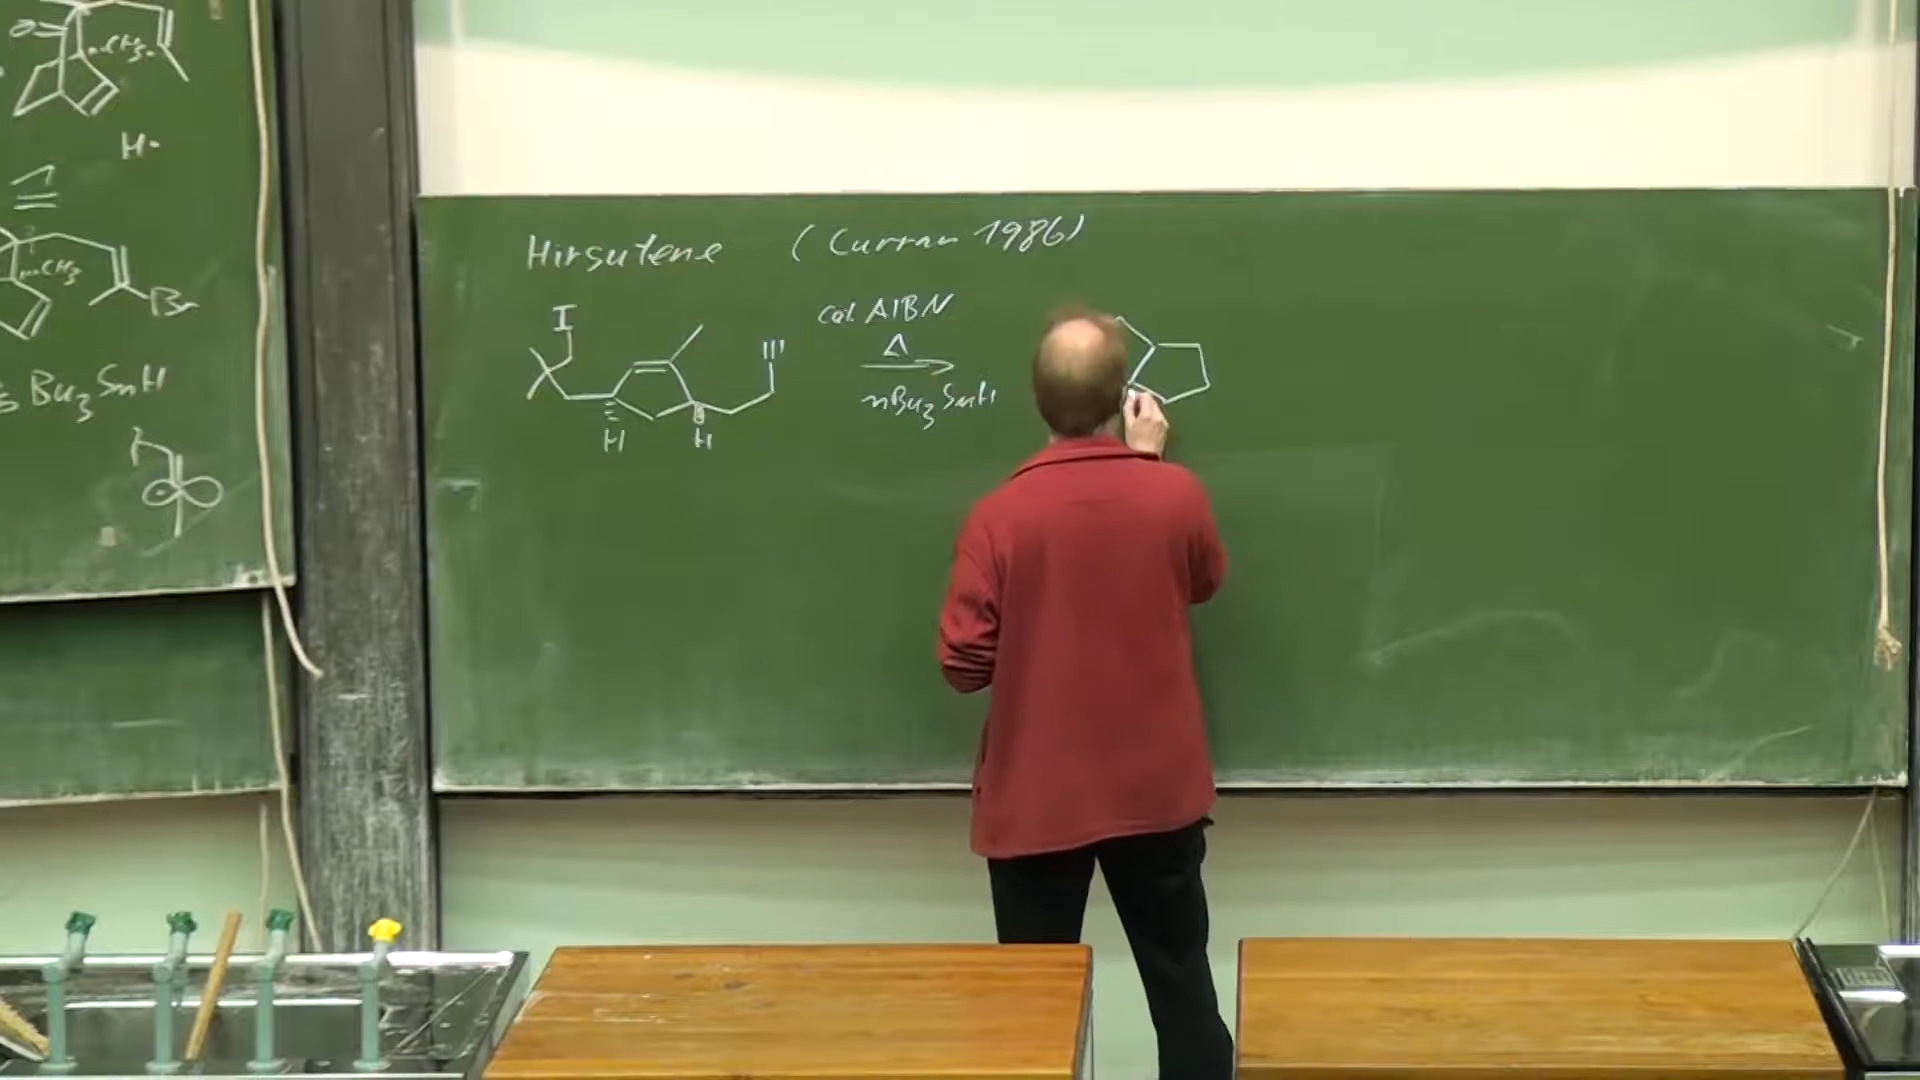 O
...CH₃
H·
...CH₃
Br
Bu₃SnH
Hirsutene (Curran 1986)
I
cat. AIBN
Δ
nBu₃SnH
H H